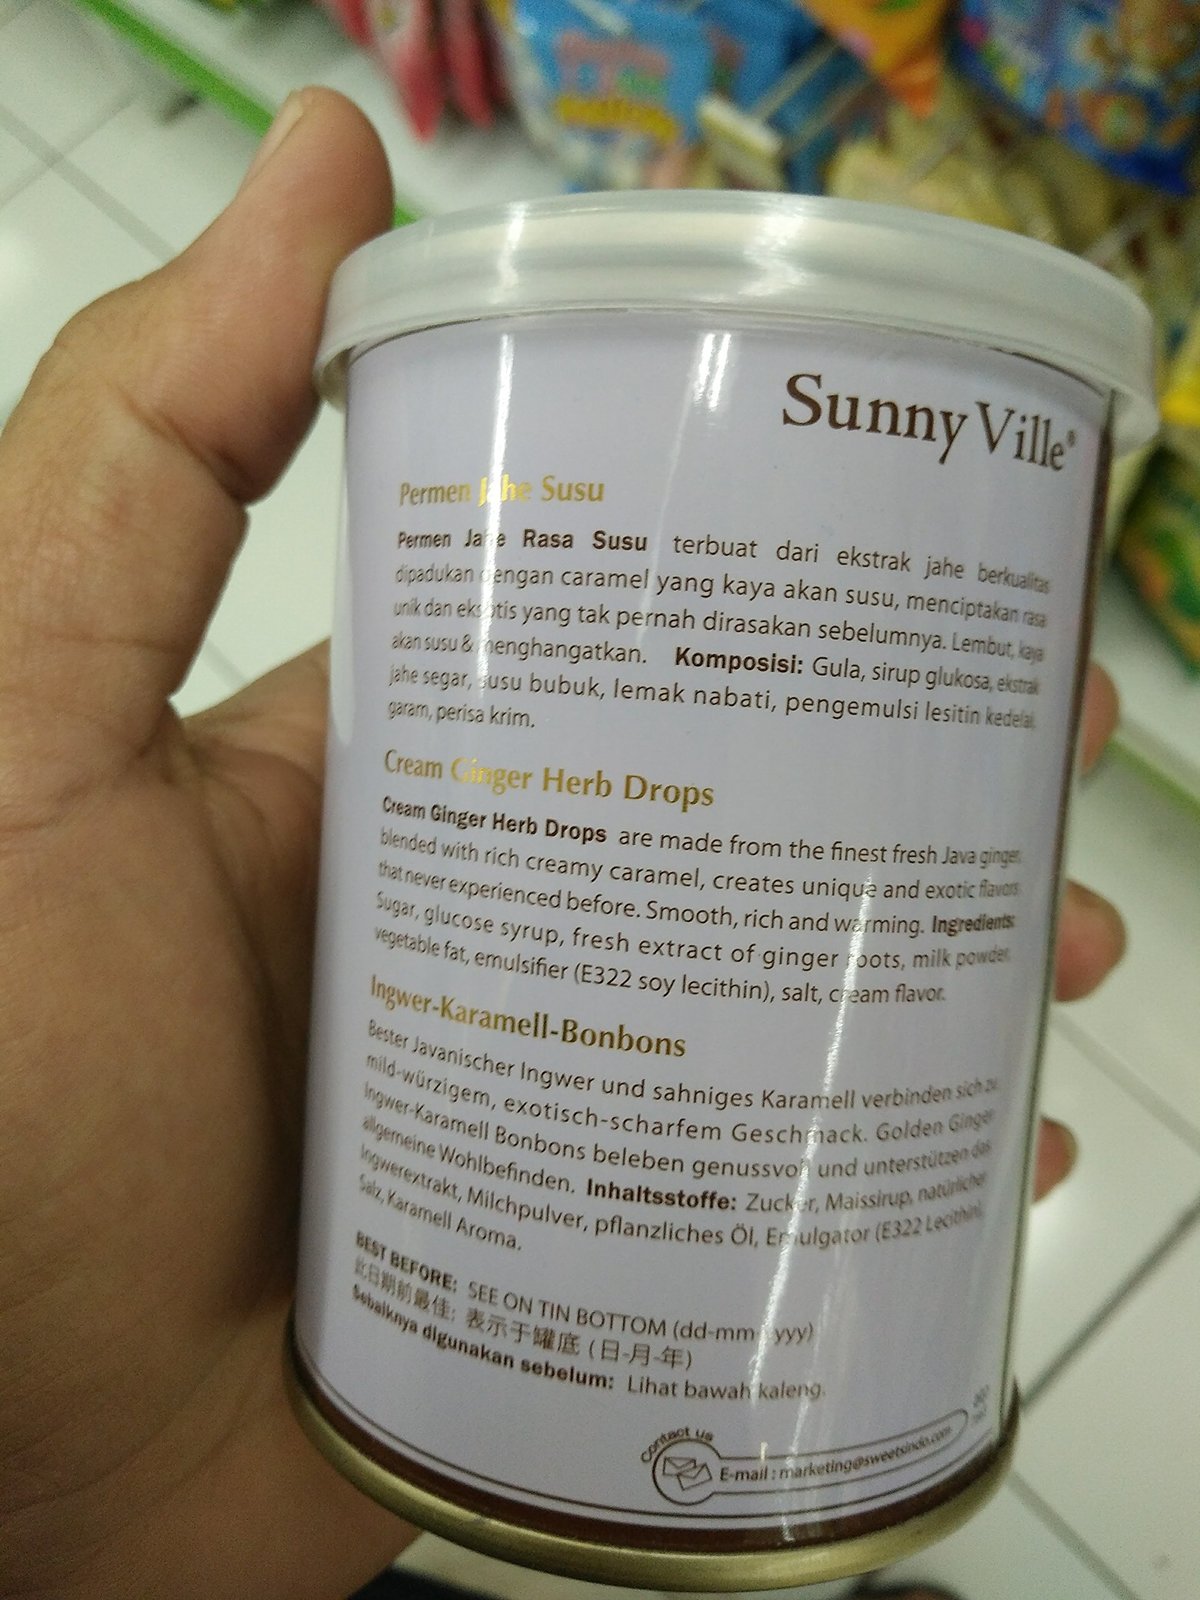 Sunny Ville®
Permen Jahe Susu
Permen Jahe Rasa Susu terbuat dari ekstrak jahe berkualitas
dipadukan dengan caramel yang kaya akan susu, menciptakan rasa
unik dan eksotis yang tak pernah dirasakan sebelumnya. Lembut, kaya
akan susu & menghangatkan. Komposisi: Gula, sirup glukosa, ekstrak
jahe segar, susu bubuk, lemak nabati, pengemulsi lesitin kedelai,
garam, perisa krim.
Cream Ginger Herb Drops
Cream Ginger Herb Drops are made from the finest fresh Java ginger,
blended with rich creamy caramel, creates unique and exotic flavors
that never experienced before. Smooth, rich and warming. Ingredients:
Sugar, glucose syrup, fresh extract of ginger roots, milk powder,
vegetable fat, emulsifier (E322 soy lecithin), salt, cream flavor.
Ingwer-Karamell-Bonbons
Bester Javanischer Ingwer und sahniges Karamell verbinden sich zu
mild-würzigem, exotisch-scharfem Geschmack. Golden Ginger
Ingwer-Karamell Bonbons beleben genussvoll und unterstützen das
allgemeine Wohlbefinden. Inhaltsstoffe: Zucker, Maissirup, natürlicher
Ingwerextrakt, Milchpulver, pflanzliches Öl, Emulgator (E322 Lecithin),
Salz, Karamell Aroma.
BEST BEFORE: SEE ON TIN BOTTOM (dd-mm-yyy)
此日期前最佳: 表示于罐底 (日-月-年)
Sebaiknya digunakan sebelum: Lihat bawah kaleng.
Contact us
E-mail : marketing@sweetsindo.com